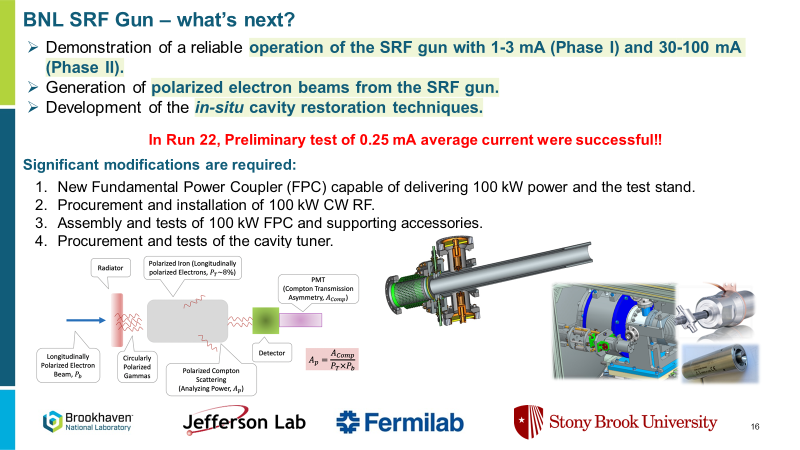 BNL SRF Gun – what's next?
➢ Demonstration of a reliable operation of the SRF gun with 1-3 mA (Phase I) and 30-100 mA
(Phase II).
➢ Generation of polarized electron beams from the SRF gun.
➢ Development of the in-situ cavity restoration techniques.
In Run 22, Preliminary test of 0.25 mA average current were successful!!
Significant modifications are required:
1. New Fundamental Power Coupler (FPC) capable of delivering 100 kW power and the test stand.
2. Procurement and installation of 100 kW CW RF.
3. Assembly and tests of 100 kW FPC and supporting accessories.
4. Procurement and tests of the cavity tuner.
Radiator
Polarized Iron (Longitudinally
polarized Electrons, P_T~8%)
PMT
(Compton Transmission
Asymmetry, A_Comp)
Longitudinally
Polarized Electron
Beam, P_b
Circularly
Polarized
Gammas
Polarized Compton
Scattering
(Analyzing Power, A_p)
Detector
A_p = A_Comp / P_T×P_b
Brookhaven
National Laboratory
Jefferson Lab
Fermilab
Stony Brook University
16